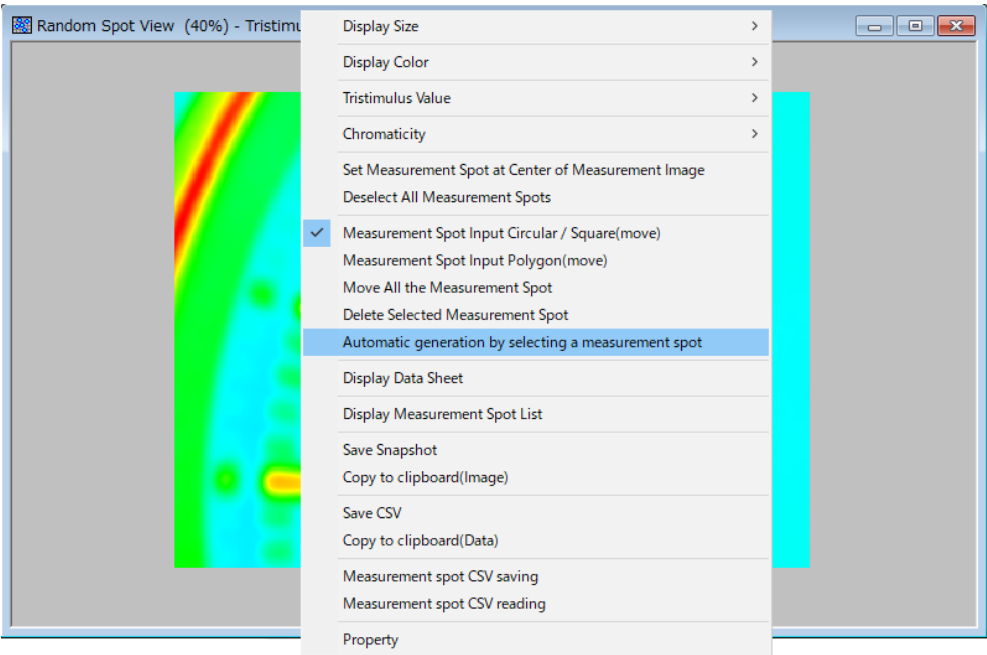 Random Spot View (40%) - Tristimu
Display Size
Display Color
Tristimulus Value
Chromaticity
Set Measurement Spot at Center of Measurement Image
Deselect All Measurement Spots
Measurement Spot Input Circular / Square(move)
Measurement Spot Input Polygon(move)
Move All the Measurement Spot
Delete Selected Measurement Spot
Automatic generation by selecting a measurement spot
Display Data Sheet
Display Measurement Spot List
Save Snapshot
Copy to clipboard(Image)
Save CSV
Copy to clipboard(Data)
Measurement spot CSV saving
Measurement spot CSV reading
Property